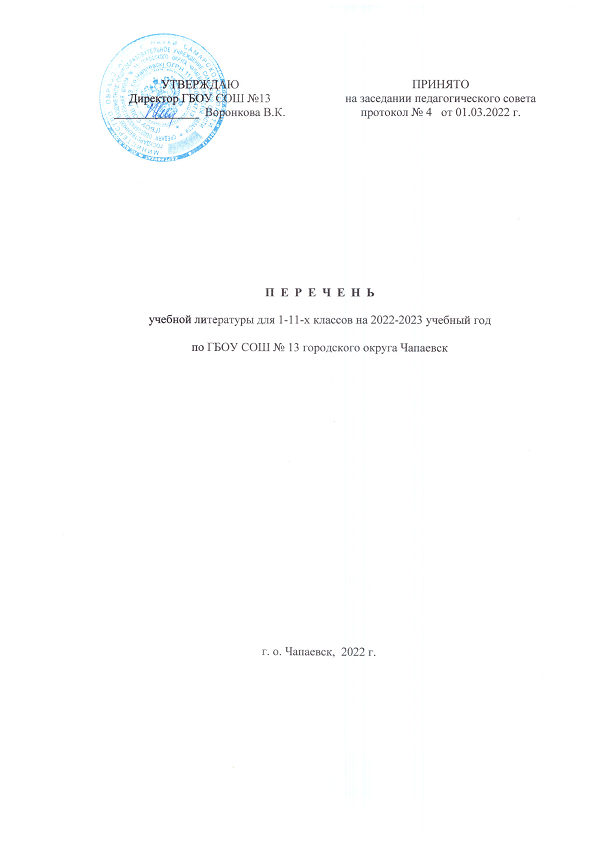 УТВЕРЖДАЮ
Директор ГБОУ СОШ №13
Воронкова В.К.
ПРИНЯТО
на заседании педагогического совета
протокол № 4 от 01.03.2022 г.
П Е Р Е Ч Е Н Ь
учебной литературы для 1-11-х классов на 2022-2023 учебный год
по ГБОУ СОШ № 13 городского округа Чапаевск
г. о. Чапаевск, 2022 г.